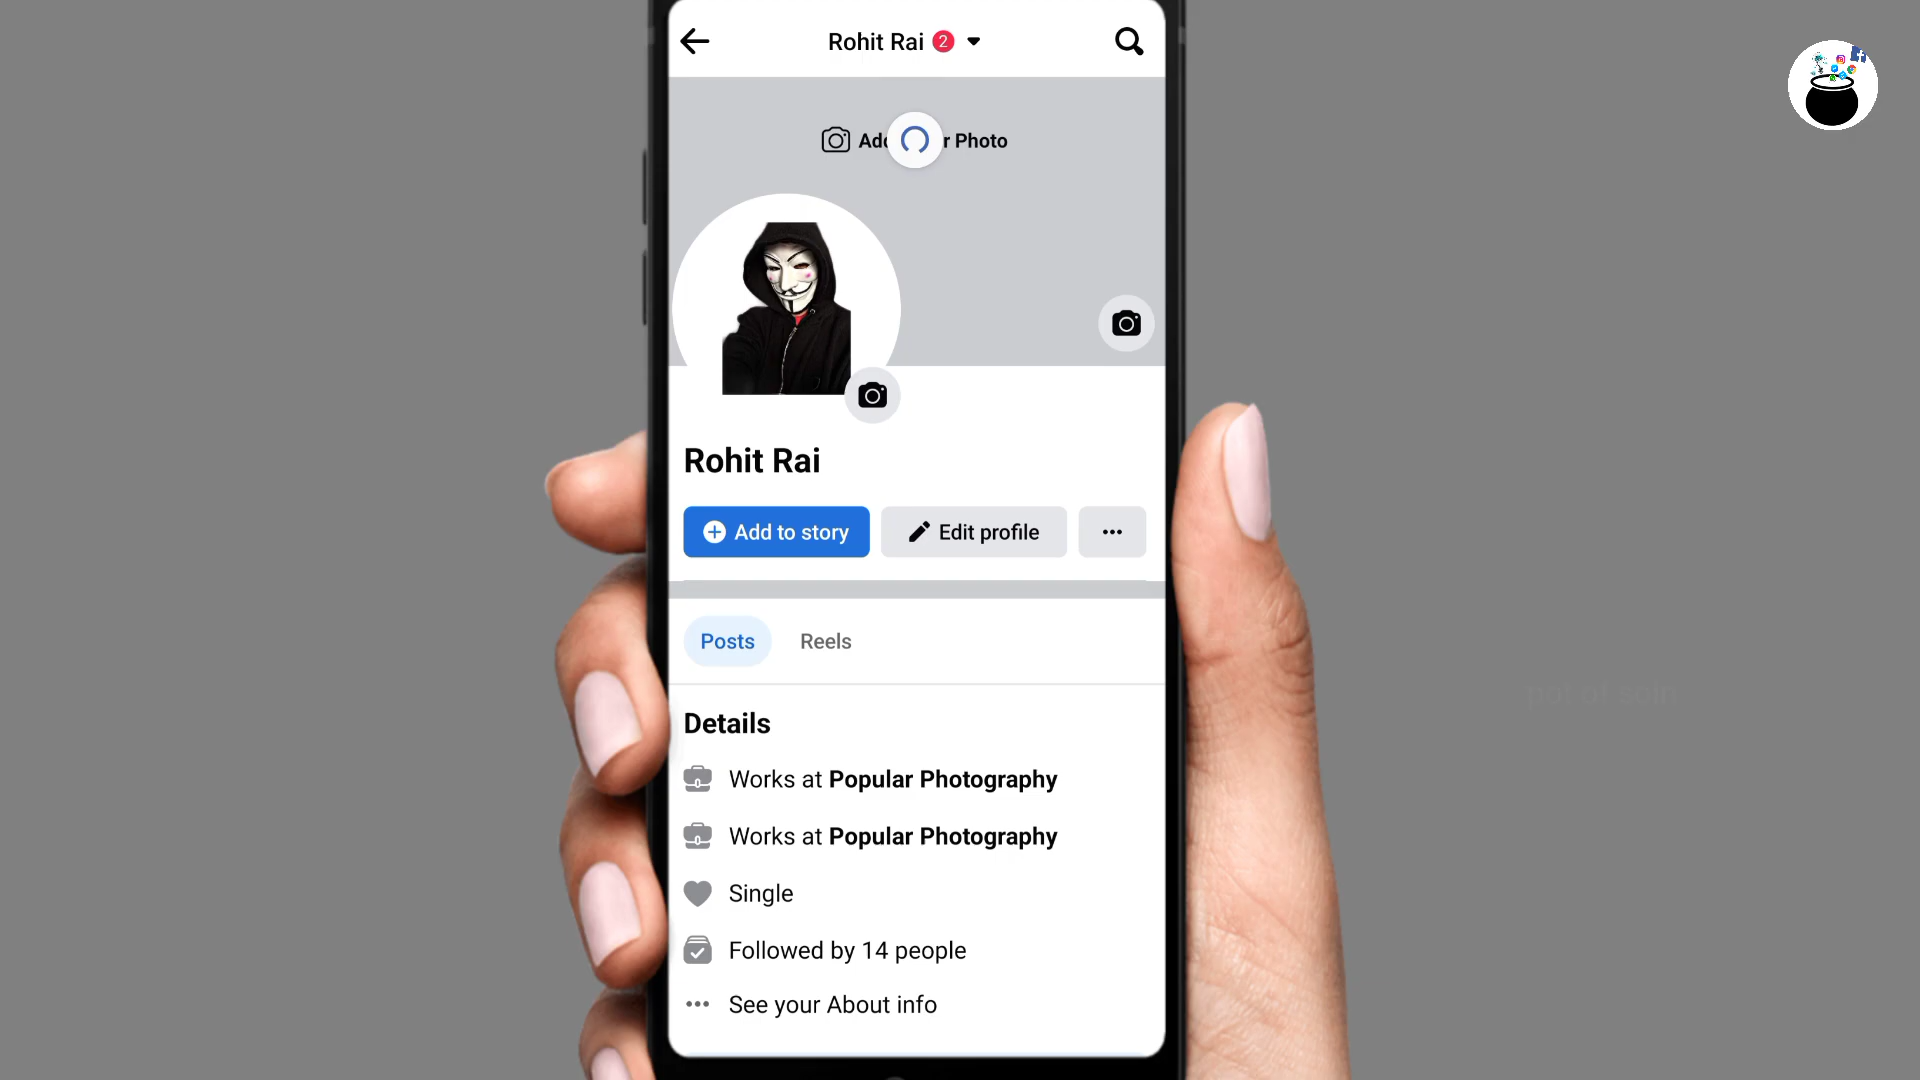 Rohit Rai 2
Photo
Rohit Rai
Add to story
Edit profile
Posts
Reels
Details
Works at Popular Photography
Works at Popular Photography
Single
Followed by 14 people
See your About info